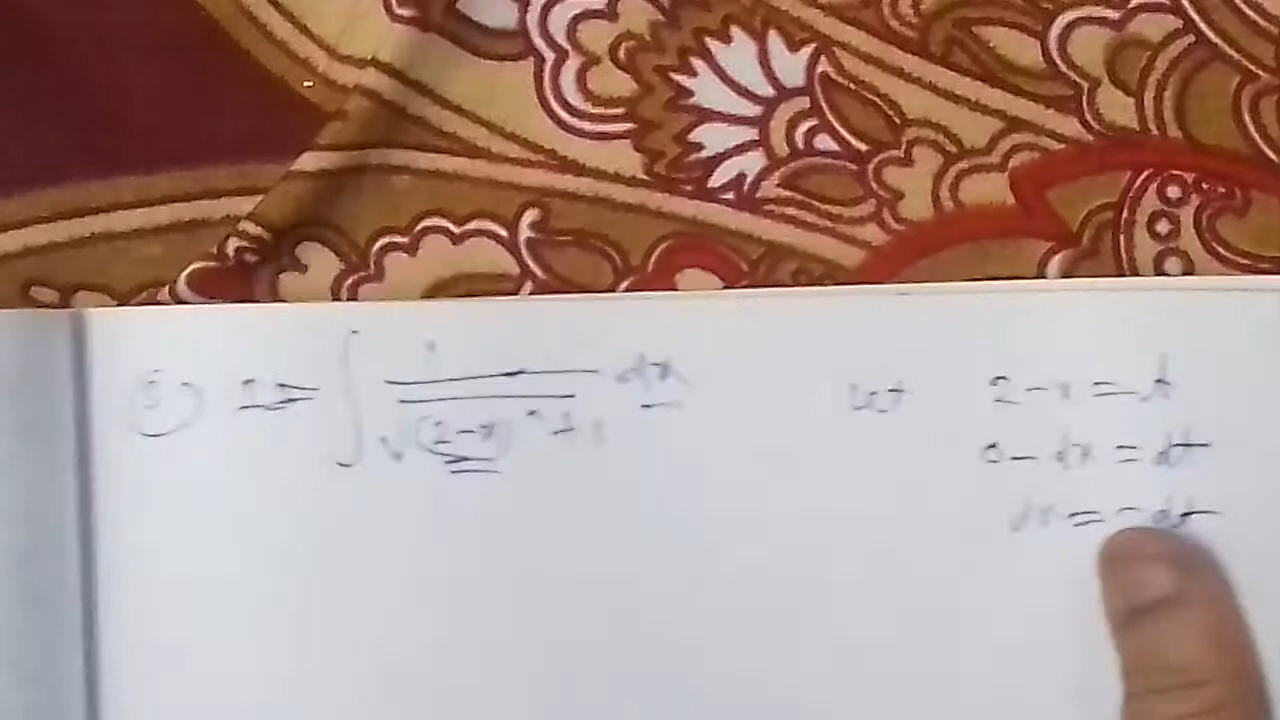 5) I = ∫ 1/√((2-x)² + 1) dx
Let 2-x = t
0 - dx = dt
dx = -dt